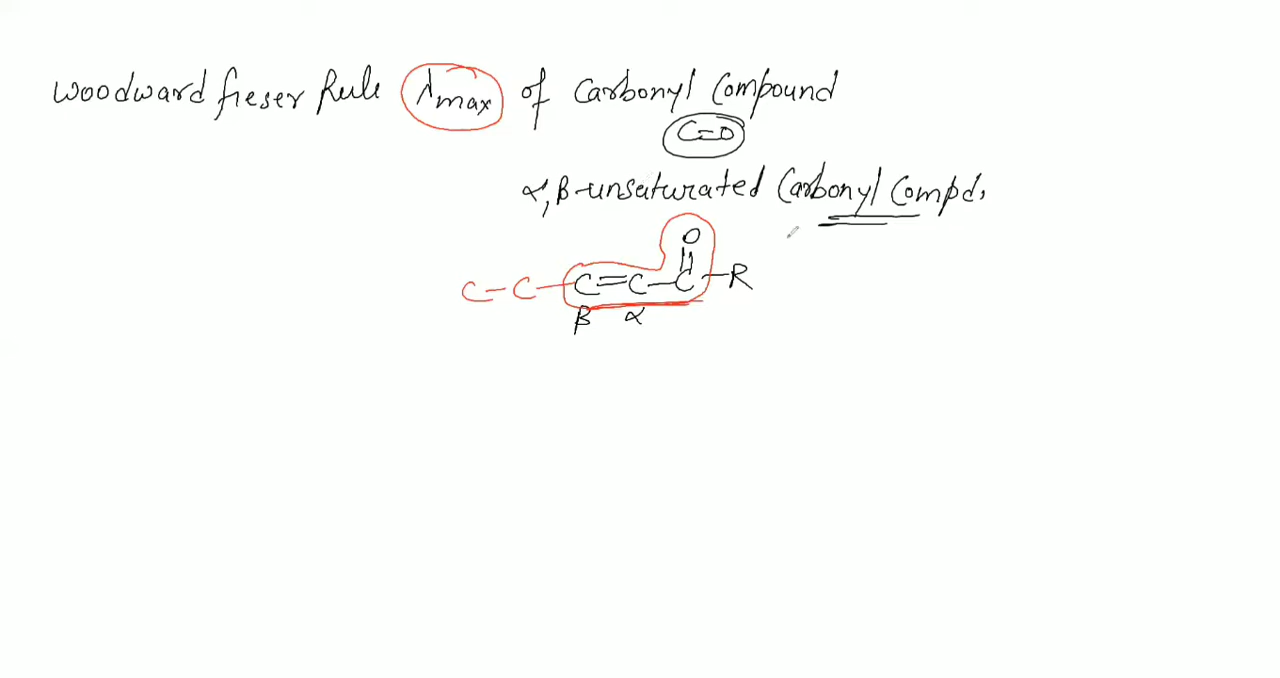 Woodward fieser Rule λmax of Carbonyl Compound
C=O
α,β-unsaturated Carbonyl Compd.
O
C-C-C=C-C-R
β α